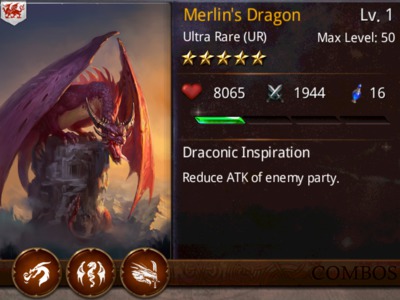 Merlin's Dragon Lv. 1
Ultra Rare (UR) Max Level: 50
8065 1944 16
Draconic Inspiration
Reduce ATK of enemy party.
COMBOS